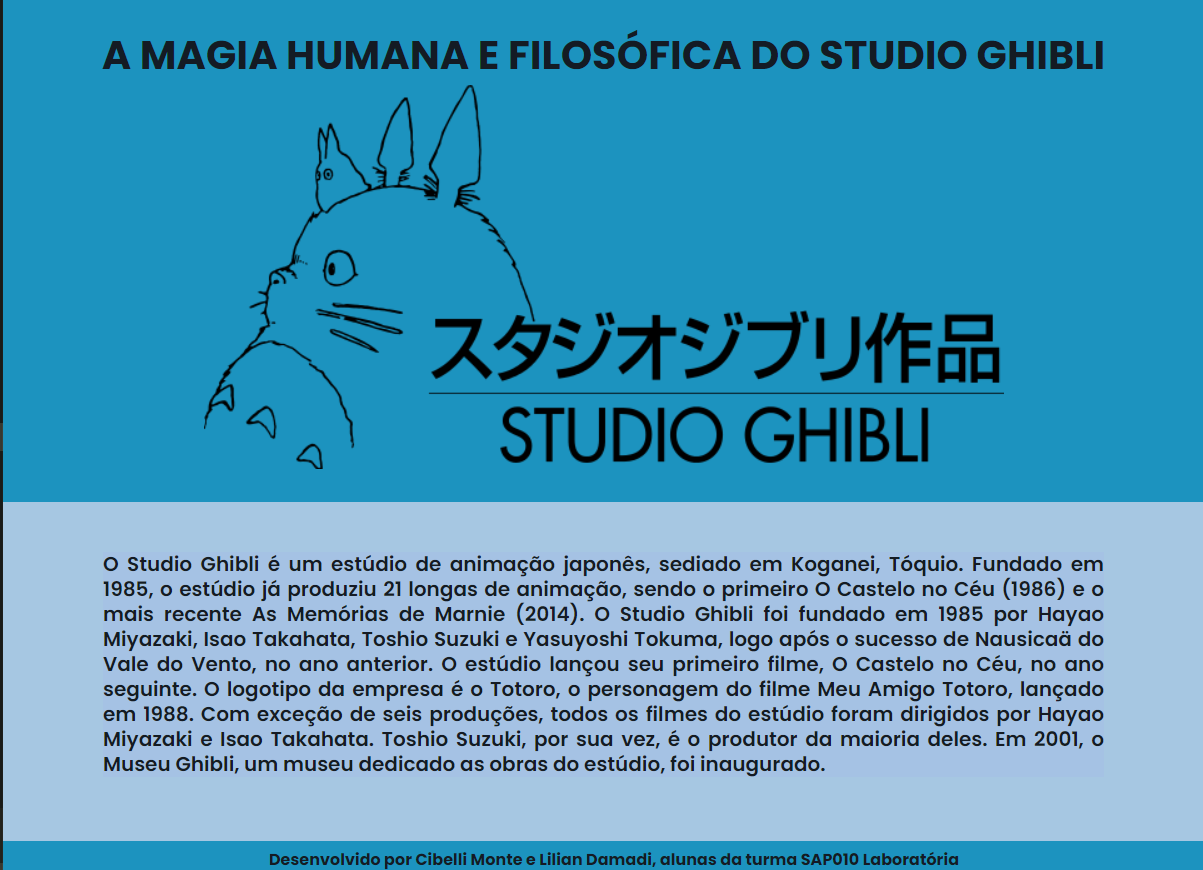 A MAGIA HUMANA E FILOSÓFICA DO STUDIO GHIBLI
スタジオジブリ作品
STUDIO GHIBLI
O Studio Ghibli é um estúdio de animação japonês, sediado em Koganei, Tóquio. Fundado em
1985, o estúdio já produziu 21 longas de animação, sendo o primeiro O Castelo no Céu (1986) e o
mais recente As Memórias de Marnie (2014). O Studio Ghibli foi fundado em 1985 por Hayao
Miyazaki, Isao Takahata, Toshio Suzuki e Yasuyoshi Tokuma, logo após o sucesso de Nausicaä do
Vale do Vento, no ano anterior. O estúdio lançou seu primeiro filme, O Castelo no Céu, no ano
seguinte. O logotipo da empresa é o Totoro, o personagem do filme Meu Amigo Totoro, lançado
em 1988. Com exceção de seis produções, todos os filmes do estúdio foram dirigidos por Hayao
Miyazaki e Isao Takahata. Toshio Suzuki, por sua vez, é o produtor da maioria deles. Em 2001, o
Museu Ghibli, um museu dedicado as obras do estúdio, foi inaugurado.
Desenvolvido por Cibelli Monte e Lilian Damadi, alunas da turma SAP010 Laboratória